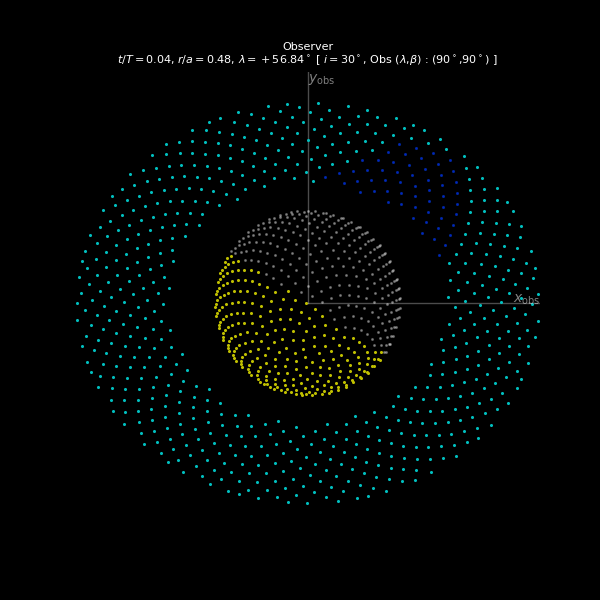 Observer
t/T = 0.04, r/a = 0.48, λ = +56.84° [ i = 30°, Obs (λ,β) : (90°,90°) ]
y_obs
x_obs